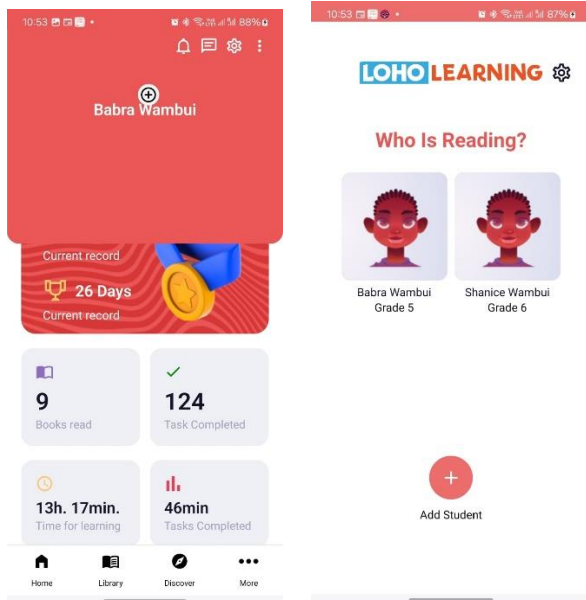 10:53
88%
Babra Wambui
Current record
26 Days
Current record
9
Books read
124
Task Completed
13h. 17min.
Time for learning
46min
Tasks Completed
Home
Library
Discover
More
10:53
87%
LOHO LEARNING
Who Is Reading?
Babra Wambui
Grade 5
Shanice Wambui
Grade 6
Add Student